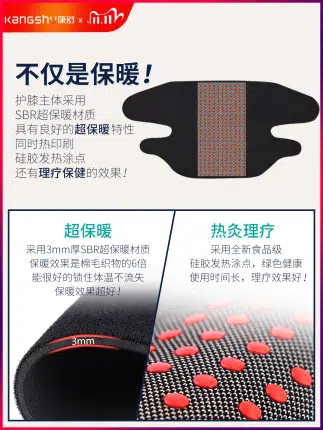 Kangshu康舒 x 11.11
不仅是保暖！
护膝主体采用
SBR超保暖材质
具有良好的超保暖特性
同时热印刷
硅胶发热涂点
还有理疗保健的效果！
超保暖
采用3mm厚SBR超保暖材质
保暖效果是棉毛织物的6倍
能很好的锁住体温不流失
保暖效果超好！
3mm
热灸理疗
采用全新食品级
硅胶发热涂点，绿色健康
使用时间长，理疗效果好！